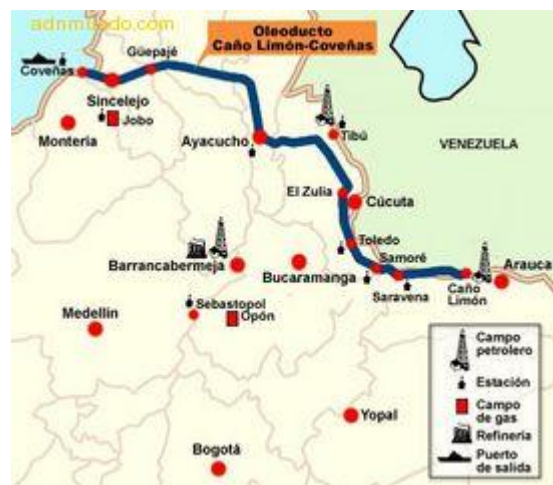 adnmundo.com
Oleoducto
Caño Limón-Coveñas
Güepajé
Coveñas
Sincelejo
Jobo
Montería
Ayacucho
Tibú
VENEZUELA
El Zulia
Cúcuta
Toledo
Samoré
Barrancabermeja
Bucaramanga
Saravena
Caño
Limón
Arauca
Sebastopol
Opón
Medellín
Yopal
Bogotá
Campo
petrolero
Estación
Campo
de gas
Refinería
Puerto
de salida